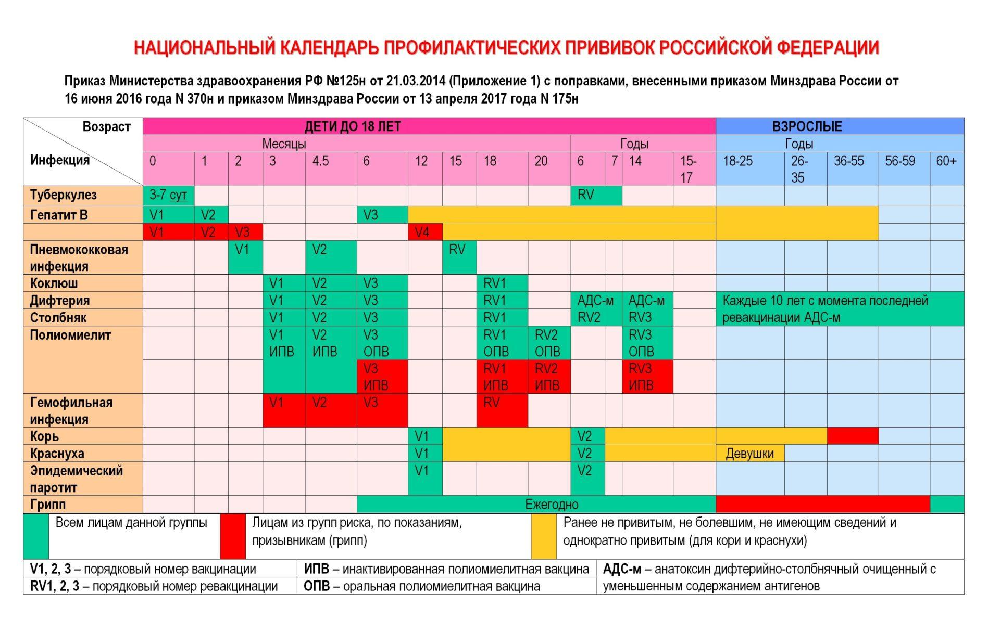 НАЦИОНАЛЬНЫЙ КАЛЕНДАРЬ ПРОФИЛАКТИЧЕСКИХ ПРИВИВОК РОССИЙСКОЙ ФЕДЕРАЦИИ
Приказ Министерства здравоохранения РФ №125н от 21.03.2014 (Приложение 1) с поправками, внесенными приказом Минздрава России от
16 июня 2016 года N 370н и приказом Минздрава России от 13 апреля 2017 года N 175н
Возраст ДЕТИ ДО 18 ЛЕТ ВЗРОСЛЫЕ
Месяцы Годы Годы
Инфекция 0 1 2 3 4.5 6 12 15 18 20 6 7 14 15- 18-25 26- 36-55 56-59 60+
17 35
Туберкулез 3-7 сут RV
Гепатит В V1 V2 V3
V1 V2 V3 V4
Пневмококковая V1 V2 RV
инфекция
Коклюш V1 V2 V3 RV1
Дифтерия V1 V2 V3 RV1 АДС-м АДС-м Каждые 10 лет с момента последней
Столбняк V1 V2 V3 RV1 RV2 RV3 ревакцинации АДС-м
Полиомиелит V1 V2 V3 RV1 RV2 RV3
ИПВ ИПВ ОПВ ОПВ ОПВ ОПВ
V3 RV1 RV2 RV3
ИПВ ИПВ ИПВ ИПВ
Гемофильная V1 V2 V3 RV
инфекция
Корь V1 V2
Краснуха V1 V2 Девушки
Эпидемический V1 V2
паротит
Грипп Ежегодно
Всем лицам данной группы Лицам из групп риска, по показаниям, Ранее не привитым, не болевшим, не имеющим сведений и
призывникам (грипп) однократно привитым (для кори и краснухи)
V1, 2, 3 – порядковый номер вакцинации ИПВ – инактивированная полиомиелитная вакцина АДС-м – анатоксин дифтерийно-столбнячный очищенный с
RV1, 2, 3 – порядковый номер ревакцинации ОПВ – оральная полиомиелитная вакцина уменьшенным содержанием антигенов